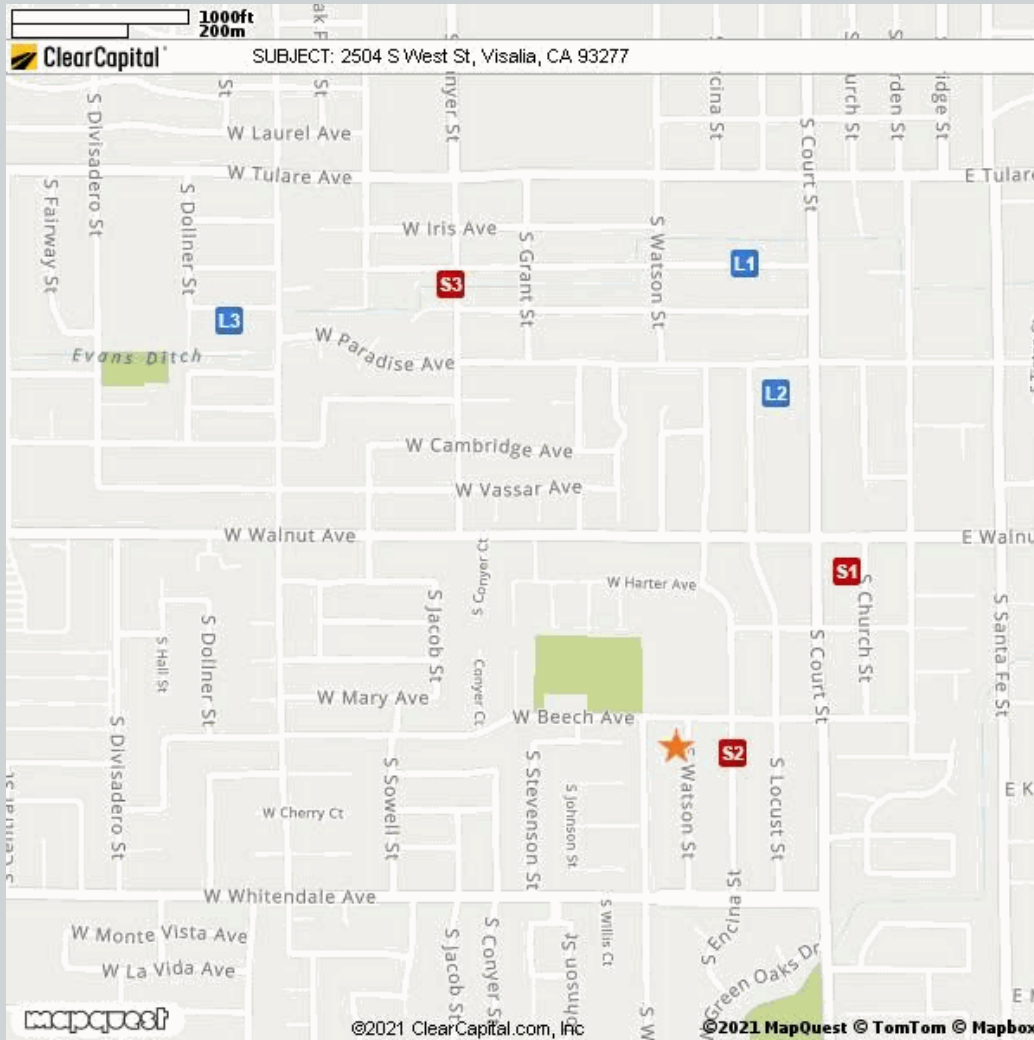 1000ft
200m
ClearCapital
SUBJECT: 2504 S West St, Visalia, CA 93277
St
St
S Divisadero St
W Laurel Ave
W Tulare Ave
S Court St
E Tulare
S Fairway St
S Dollner St
W Iris Ave
S Grant St
S Watson St
L1
S3
L3
W Paradise Ave
Evans Ditch
L2
W Cambridge Ave
W Vassar Ave
W Walnut Ave
E Walnu
S Conyer Ct
W Harter Ave
S1
S Church St
S Jacob St
S Santa Fe St
S Hall St
S Dollner St
Conyer Ct
S Court St
W Mary Ave
W Beech Ave
S2
S Divisadero St
S Sowell St
S Stevenson St
S Johnson St
S Watson St
S Locust St
W Cherry Ct
E K
W Whitendale Ave
S Encina St
S Willis Ct
W Monte Vista Ave
W La Vida Ave
S Jacob St
S Conyer S
Green Oaks Dr
S W
mapquest
©2021 ClearCapital.com, Inc
©2021 MapQuest © TomTom © Mapbox